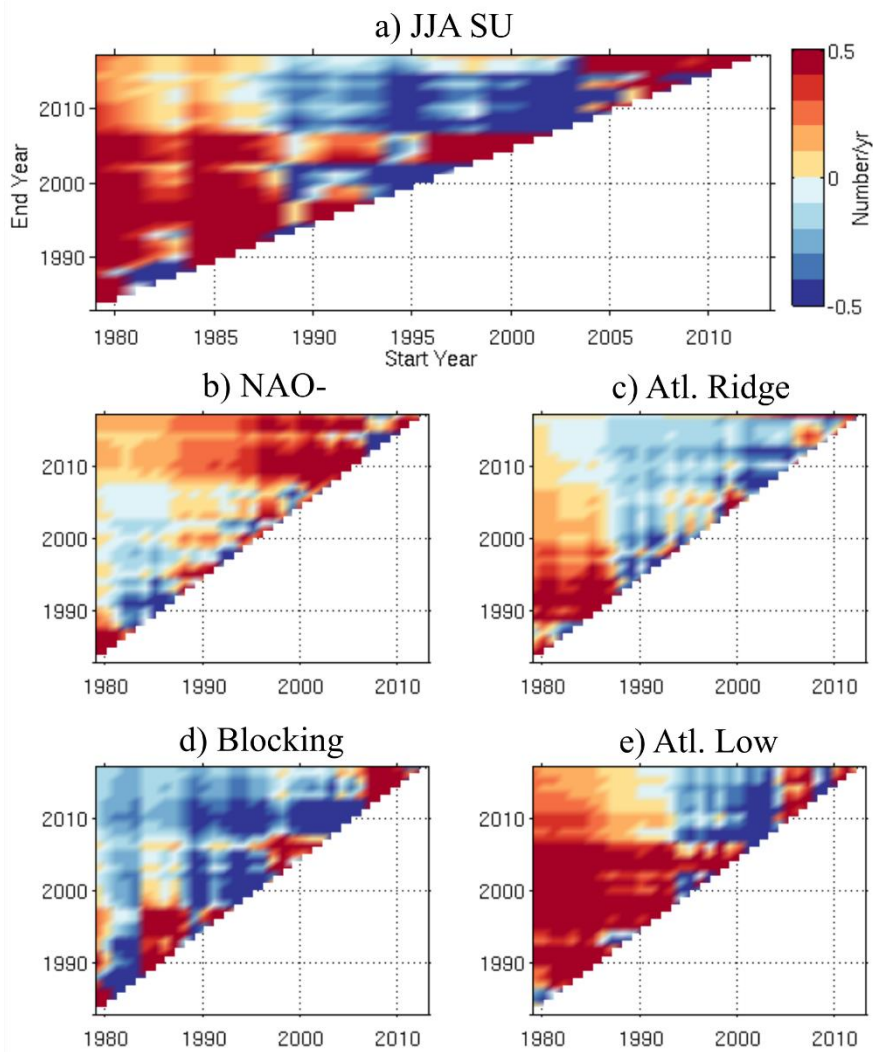 a) JJA SU
End Year
2010
2000
1990
1980 1985 1990 1995 2000 2005 2010
Start Year
0.5
0
-0.5
Number/yr
b) NAO-
2010
2000
1990
1980 1990 2000 2010
c) Atl. Ridge
2010
2000
1990
1980 1990 2000 2010
d) Blocking
2010
2000
1990
1980 1990 2000 2010
e) Atl. Low
2010
2000
1990
1980 1990 2000 2010